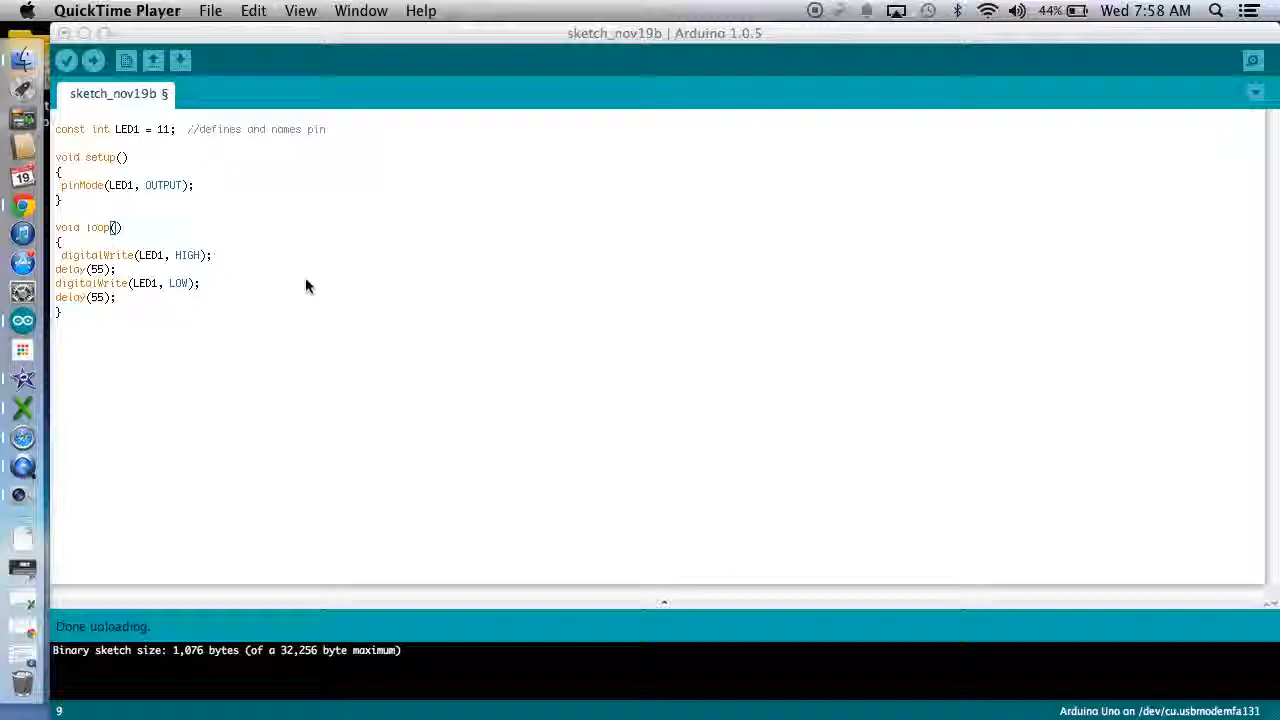 QuickTime Player File Edit View Window Help 44% Wed 7:58 AM
sketch_nov19b | Arduino 1.0.5
sketch_nov19b §
const int LED1 = 11; //defines and names pin
void setup()
{
pinMode(LED1, OUTPUT);
}
void loop()
{
digitalWrite(LED1, HIGH);
delay(55);
digitalWrite(LED1, LOW);
delay(55);
}
19
Done uploading.
Binary sketch size: 1,076 bytes (of a 32,256 byte maximum)
9 Arduino Uno on /dev/cu.usbmodemfa131